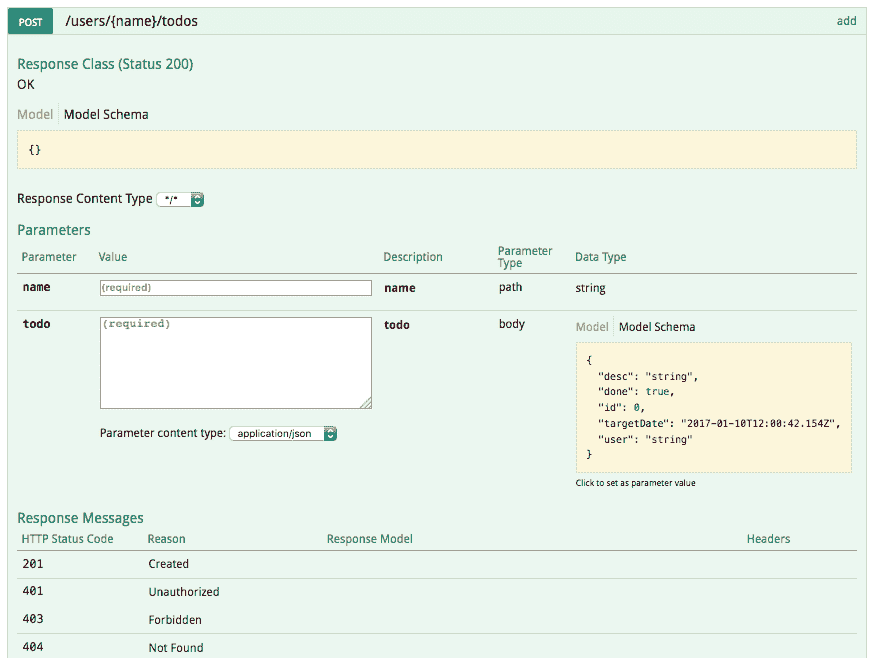 POST /users/{name}/todos add
Response Class (Status 200)
OK
Model Model Schema
{}
Response Content Type */*
Parameters
Parameter Value Description Parameter Type Data Type
name (required) name path string
todo (required) todo body Model Model Schema
{
"desc": "string",
"done": true,
"id": 0,
"targetDate": "2017-01-10T12:00:42.154Z",
"user": "string"
}
Parameter content type: application/json
Click to set as parameter value
Response Messages
HTTP Status Code Reason Response Model Headers
201 Created
401 Unauthorized
403 Forbidden
404 Not Found